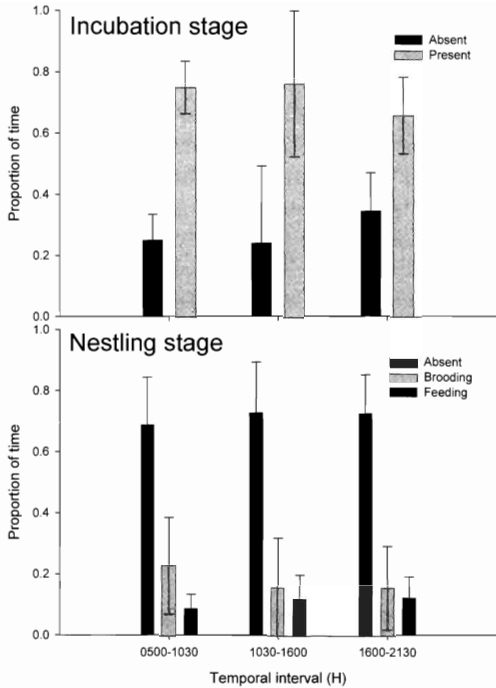 Incubation stage
Absent
Present
1.0
0.8
0.6
0.4
0.2
0.0
Proportion of time
Nestling stage
Absent
Brooding
Feeding
1.0
0.8
0.6
0.4
0.2
0.0
Proportion of time
0500-1030 1030-1600 1600-2130
Temporal interval (H)